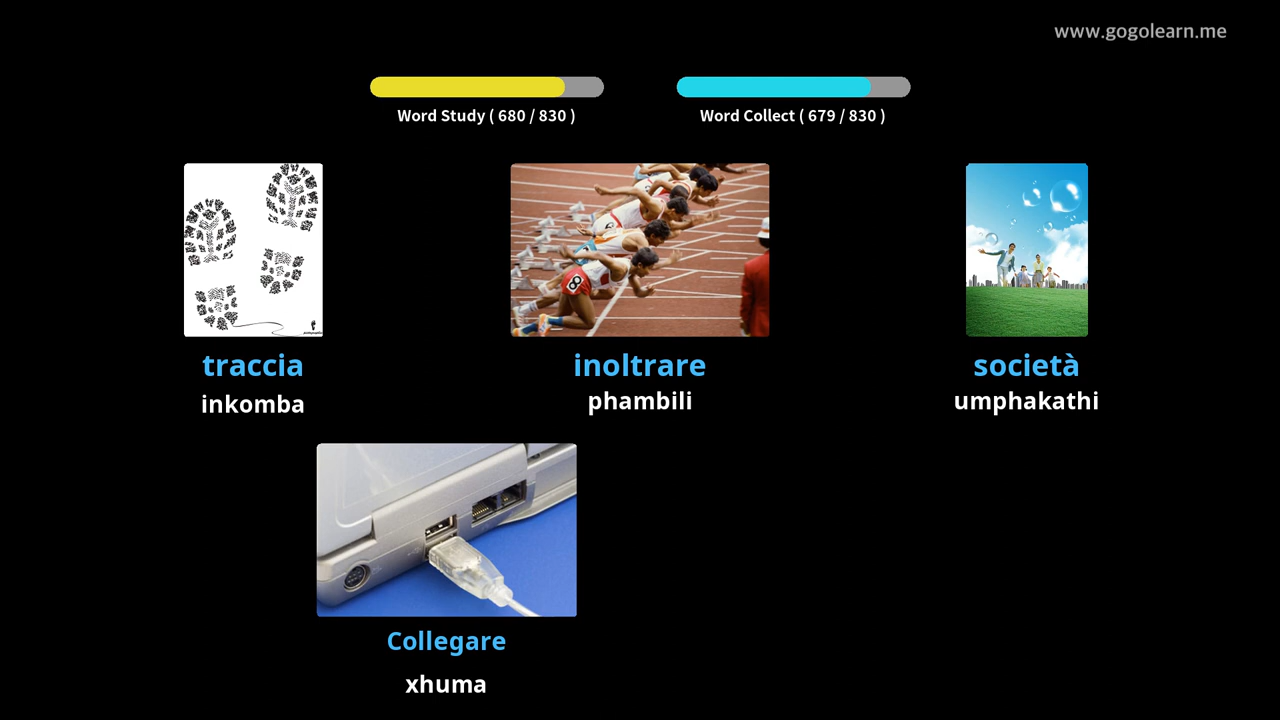 www.gogolearn.me
Word Study ( 680 / 830 )
Word Collect ( 679 / 830 )
traccia
inkomba
inoltrare
phambili
società
umphakathi
Collegare
xhuma